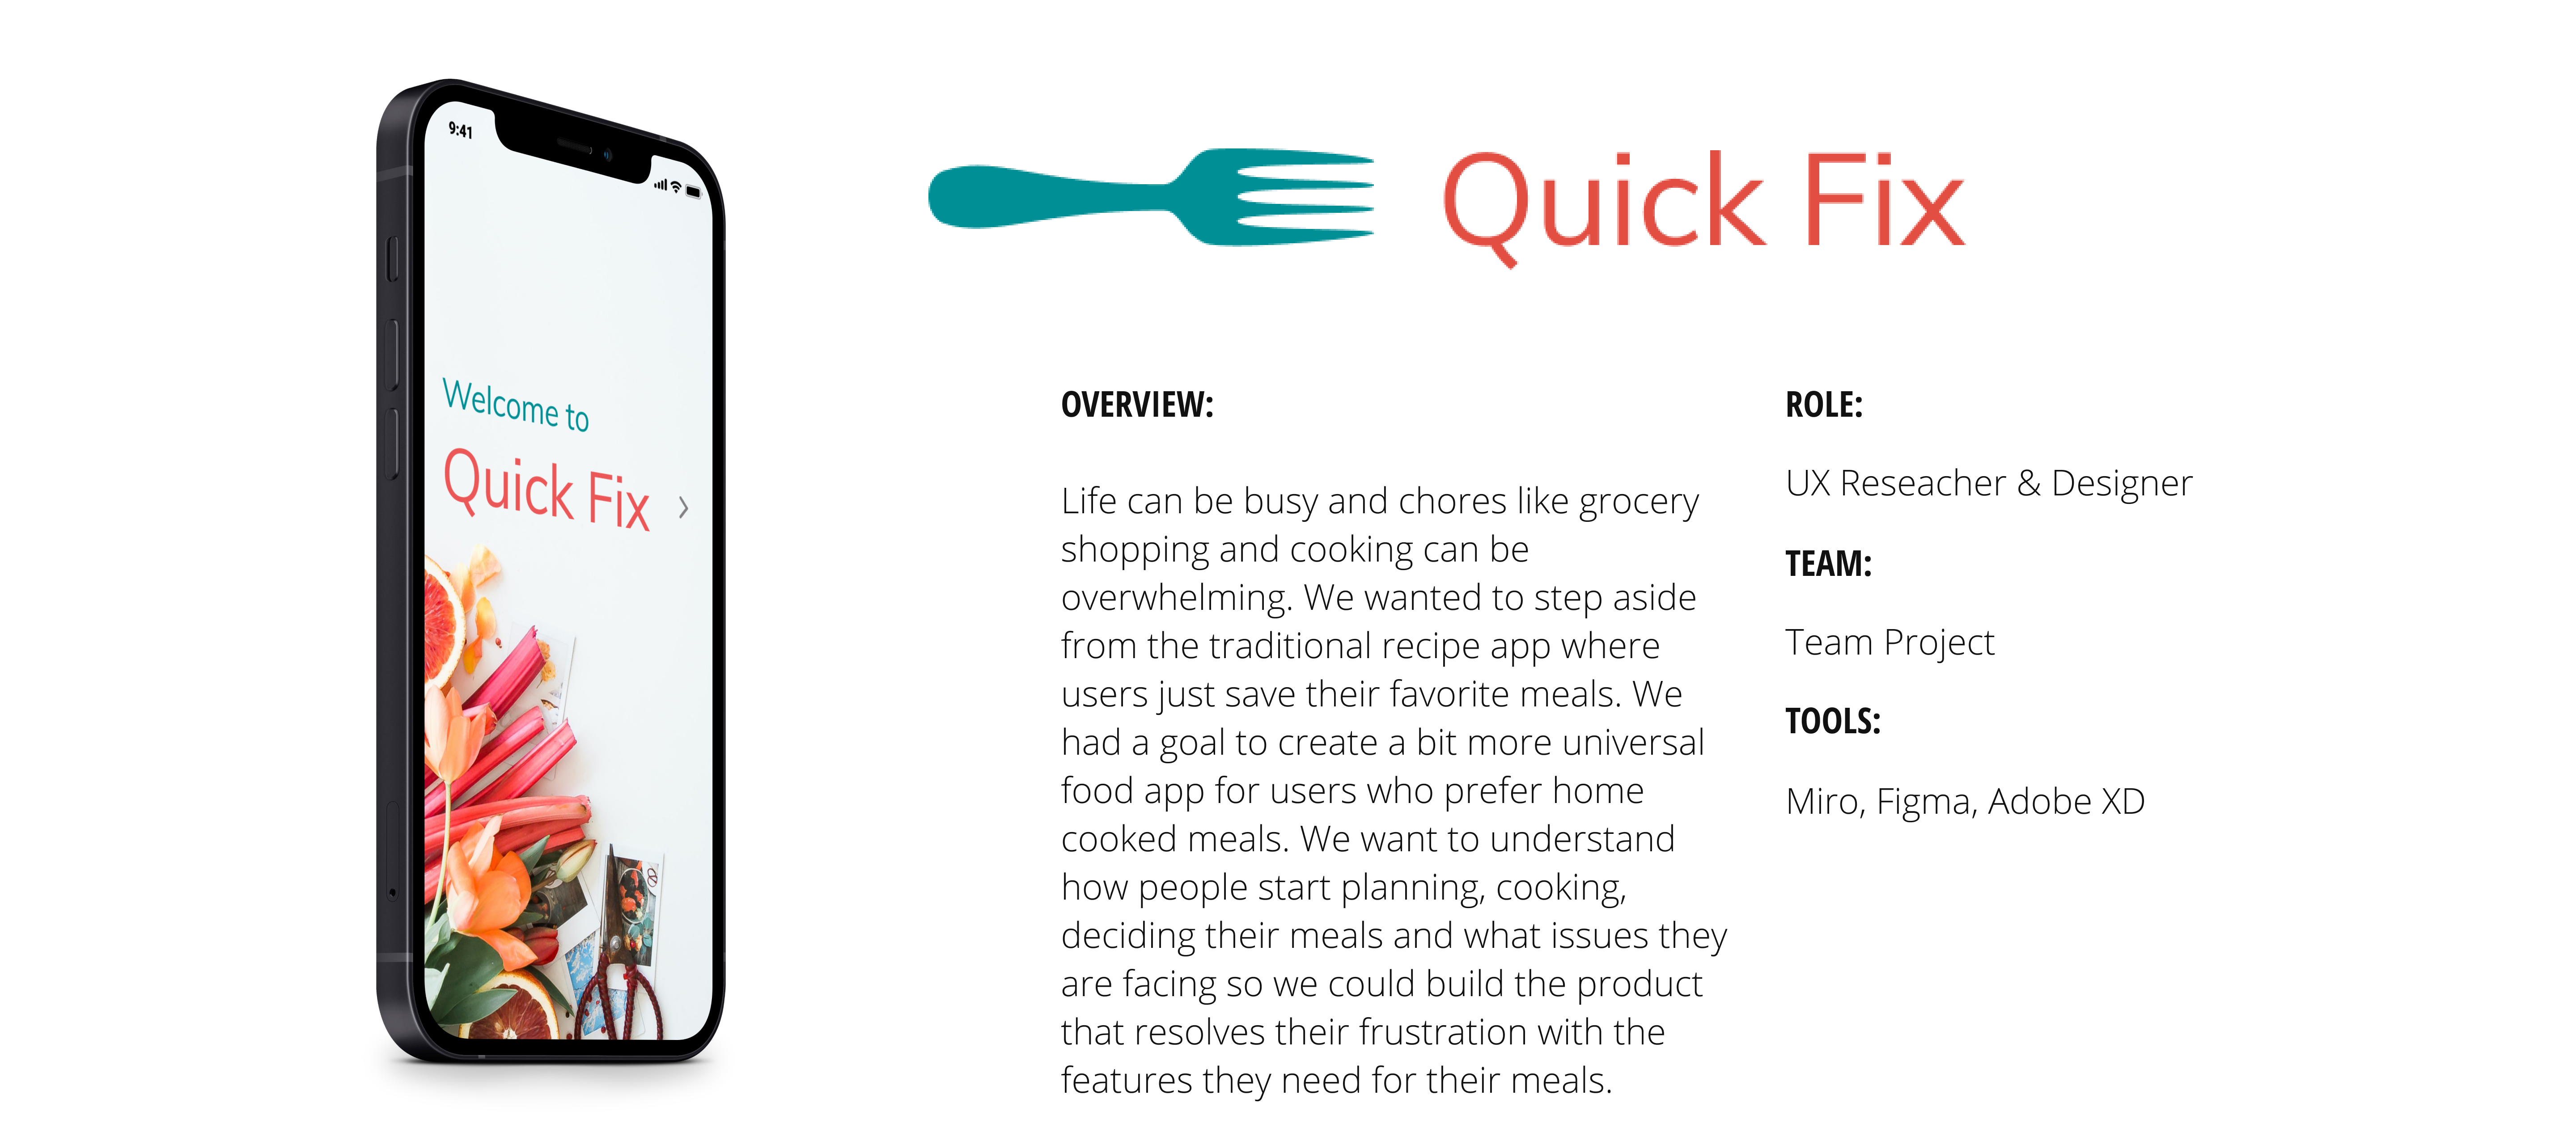 9:41
Welcome to
Quick Fix
Quick Fix
OVERVIEW:
Life can be busy and chores like grocery
shopping and cooking can be
overwhelming. We wanted to step aside
from the traditional recipe app where
users just save their favorite meals. We
had a goal to create a bit more universal
food app for users who prefer home
cooked meals. We want to understand
how people start planning, cooking,
deciding their meals and what issues they
are facing so we could build the product
that resolves their frustration with the
features they need for their meals.
ROLE:
UX Reseacher & Designer
TEAM:
Team Project
TOOLS:
Miro, Figma, Adobe XD